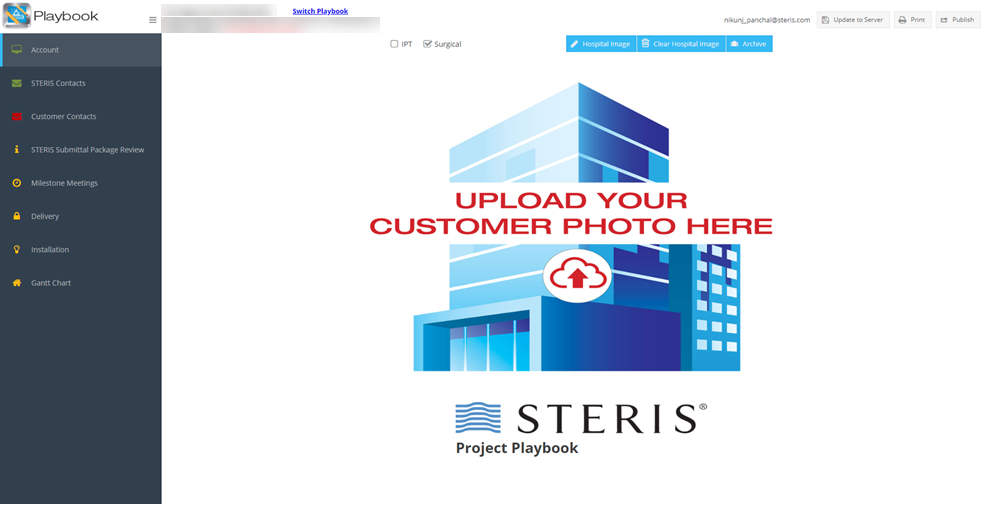 Playbook
Switch Playbook
nikunj_panchal@steris.com
Update to Server
Print
Publish
Account
STERIS Contacts
Customer Contacts
STERIS Submittal Package Review
Milestone Meetings
Delivery
Installation
Gantt Chart
IPT
Surgical
Hospital Image
Clear Hospital Image
Archive
UPLOAD YOUR
CUSTOMER PHOTO HERE
STERIS®
Project Playbook